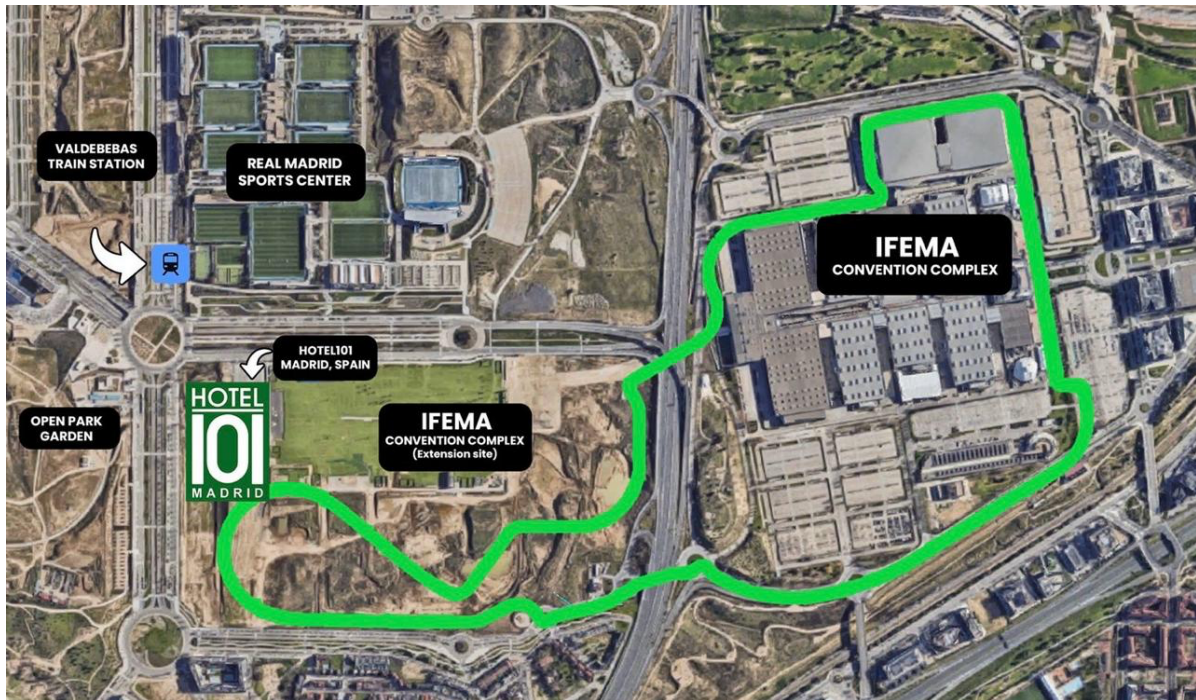 VALDEBEBAS
TRAIN STATION
REAL MADRID
SPORTS CENTER
IFEMA
CONVENTION COMPLEX
HOTEL101
MADRID, SPAIN
HOTEL
101
MADRID
OPEN PARK
GARDEN
IFEMA
CONVENTION COMPLEX
(Extension site)